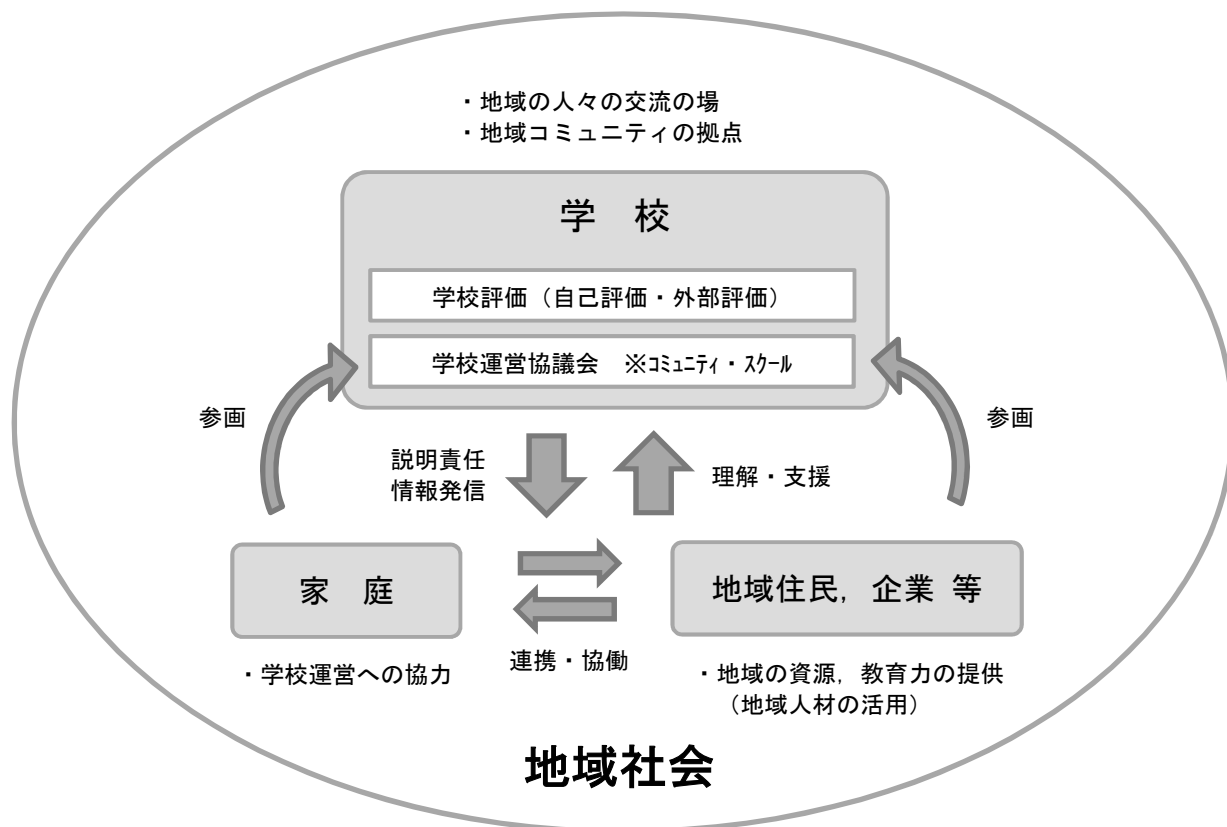 ・地域の人々の交流の場
・地域コミュニティの拠点
学 校
学校評価（自己評価・外部評価）
学校運営協議会 ※ｺﾐｭﾆﾃｨ・ｽｸｰﾙ
参画
参画
説明責任
情報発信
理解・支援
家 庭
地域住民，企業 等
連携・協働
・学校運営への協力
・地域の資源，教育力の提供
（地域人材の活用）
地域社会